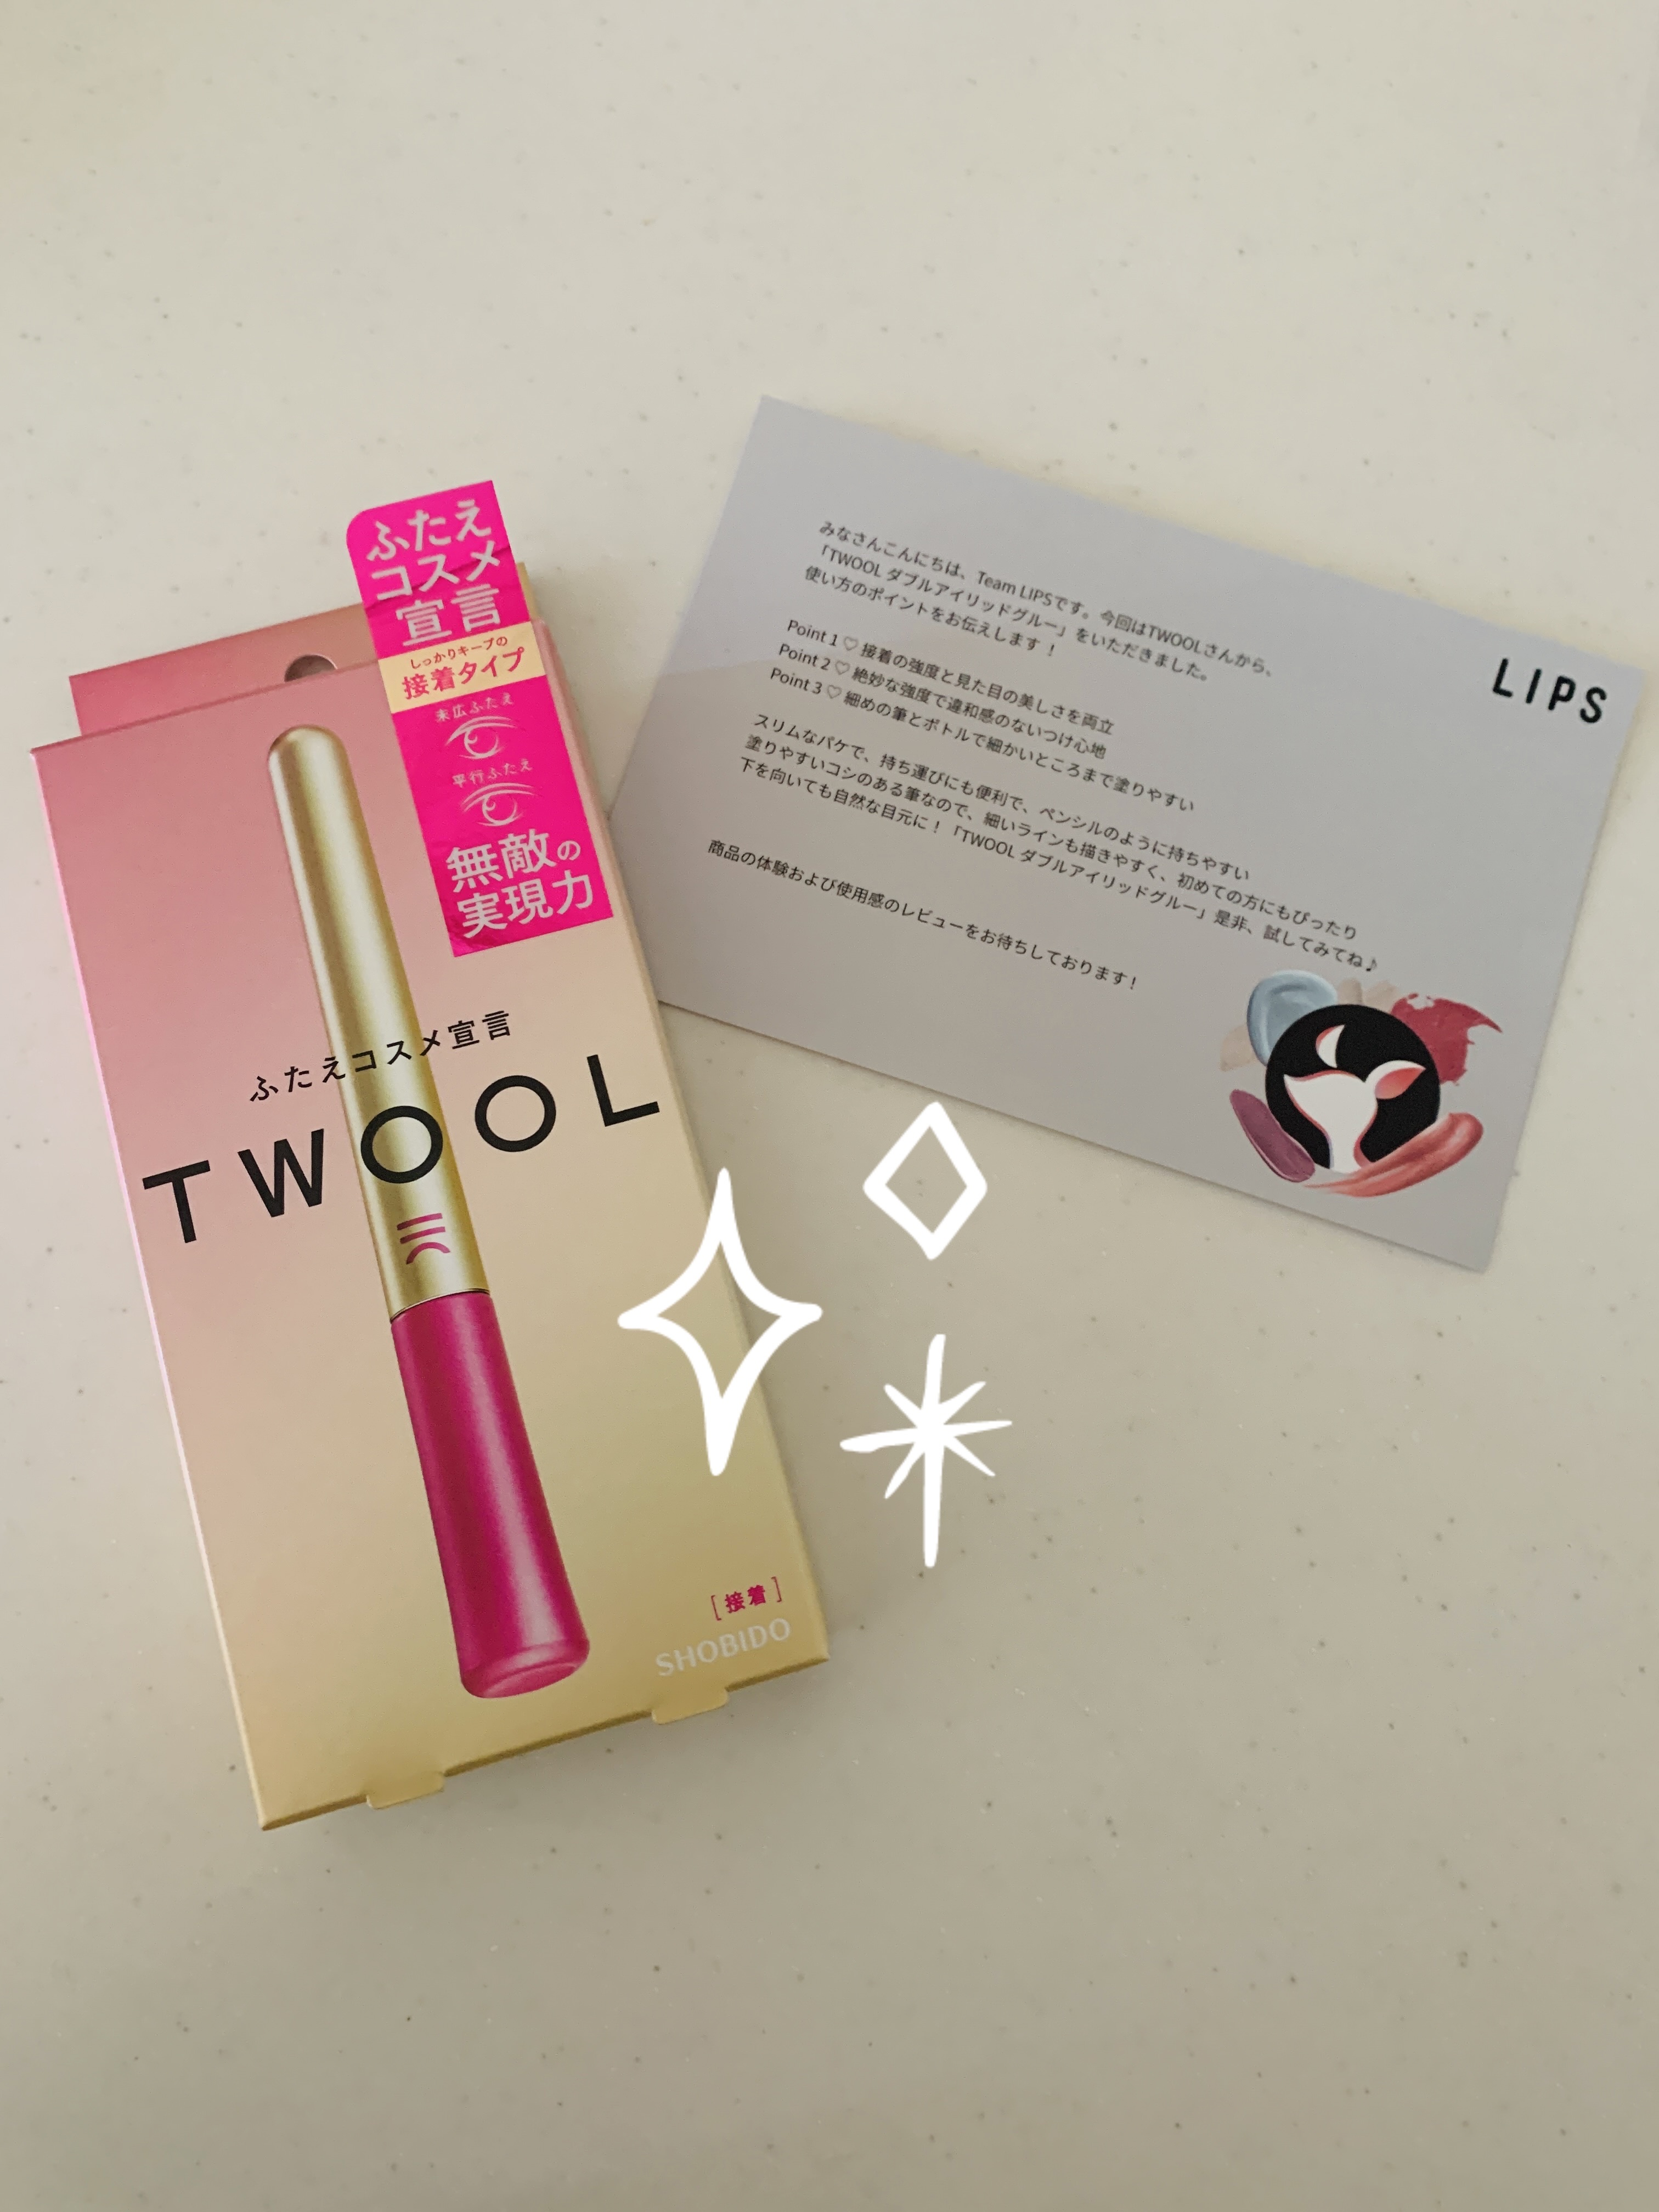 ふたえ
コスメ
宣言
しっかりキープの
接着タイプ
末広ふたえ
平行ふたえ
無敵の
実現力
ふたえコスメ宣言
TWOOL
[接着]
SHOBIDO
LIPS
みなさんこんにちは、Team LIPSです。今回はTWOOLさんから、
「TWOOL ダブルアイリッドグルー」をいただきました。
使い方のポイントをお伝えします！
Point 1 ♡ 接着の強度と見た目の美しさを両立
Point 2 ♡ 絶妙な強度で違和感のないつけ心地
Point 3 ♡ 細めの筆とボトルで細かいところまで塗りやすい
スリムなパケで、持ち運びにも便利で、ペンシルのように持ちやすい
塗りやすいコシのある筆なので、細いラインも描きやすく、初めての方にもぴったり
下を向いても自然な目元に！「TWOOL ダブルアイリッドグルー」是非、試してみてね♪
商品の体験および使用感のレビューをお待ちしております！